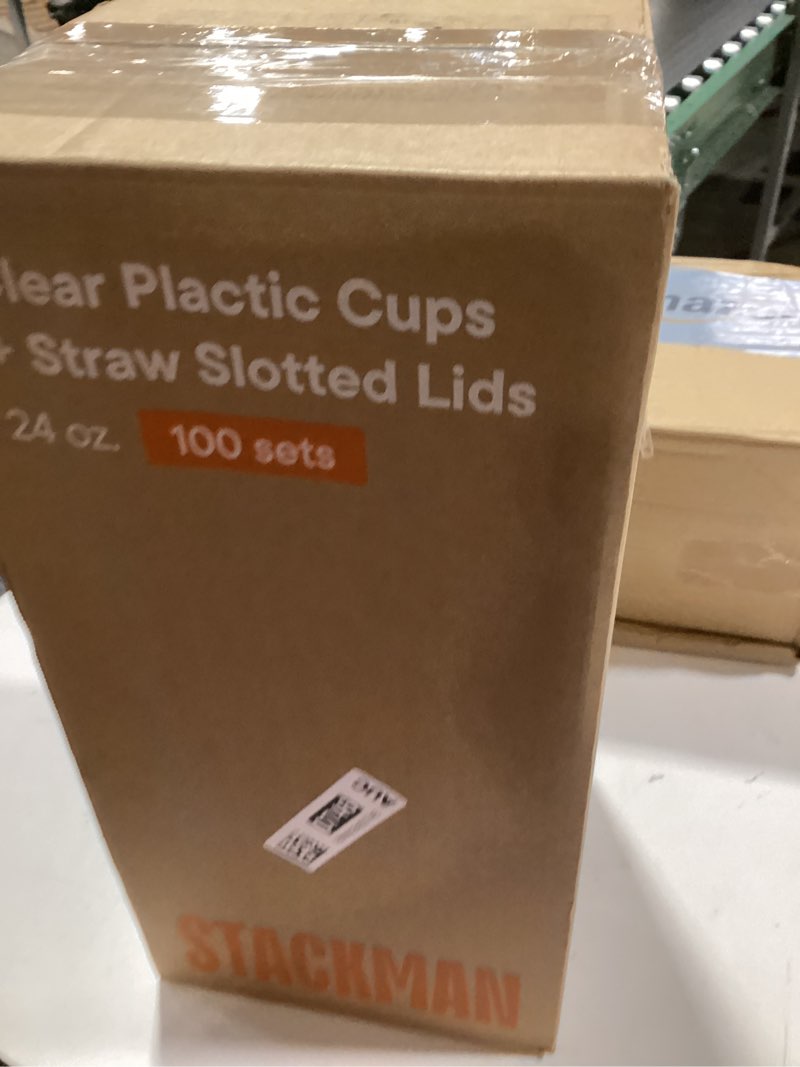 lear Plactic Cups
+ Straw Slotted Lids
24 oz. 100 sets
STACKMAN